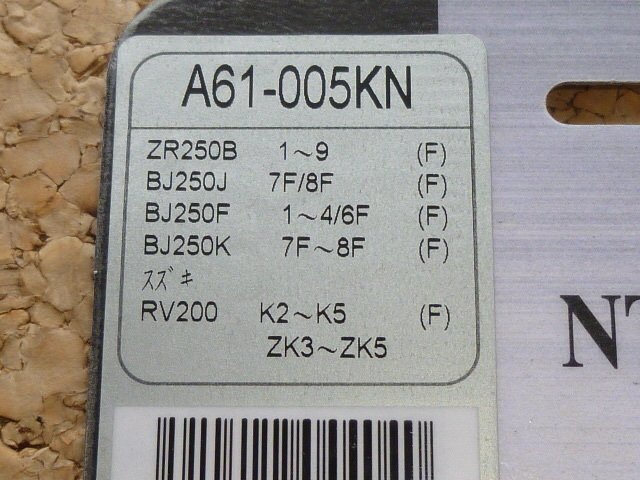 A61-005KN
ZR250B 1～9 (F)
BJ250J 7F/8F (F)
BJ250F 1～4/6F (F)
BJ250K 7F～8F (F)
スズキ
RV200 K2～K5 (F)
ZK3～ZK5
NT